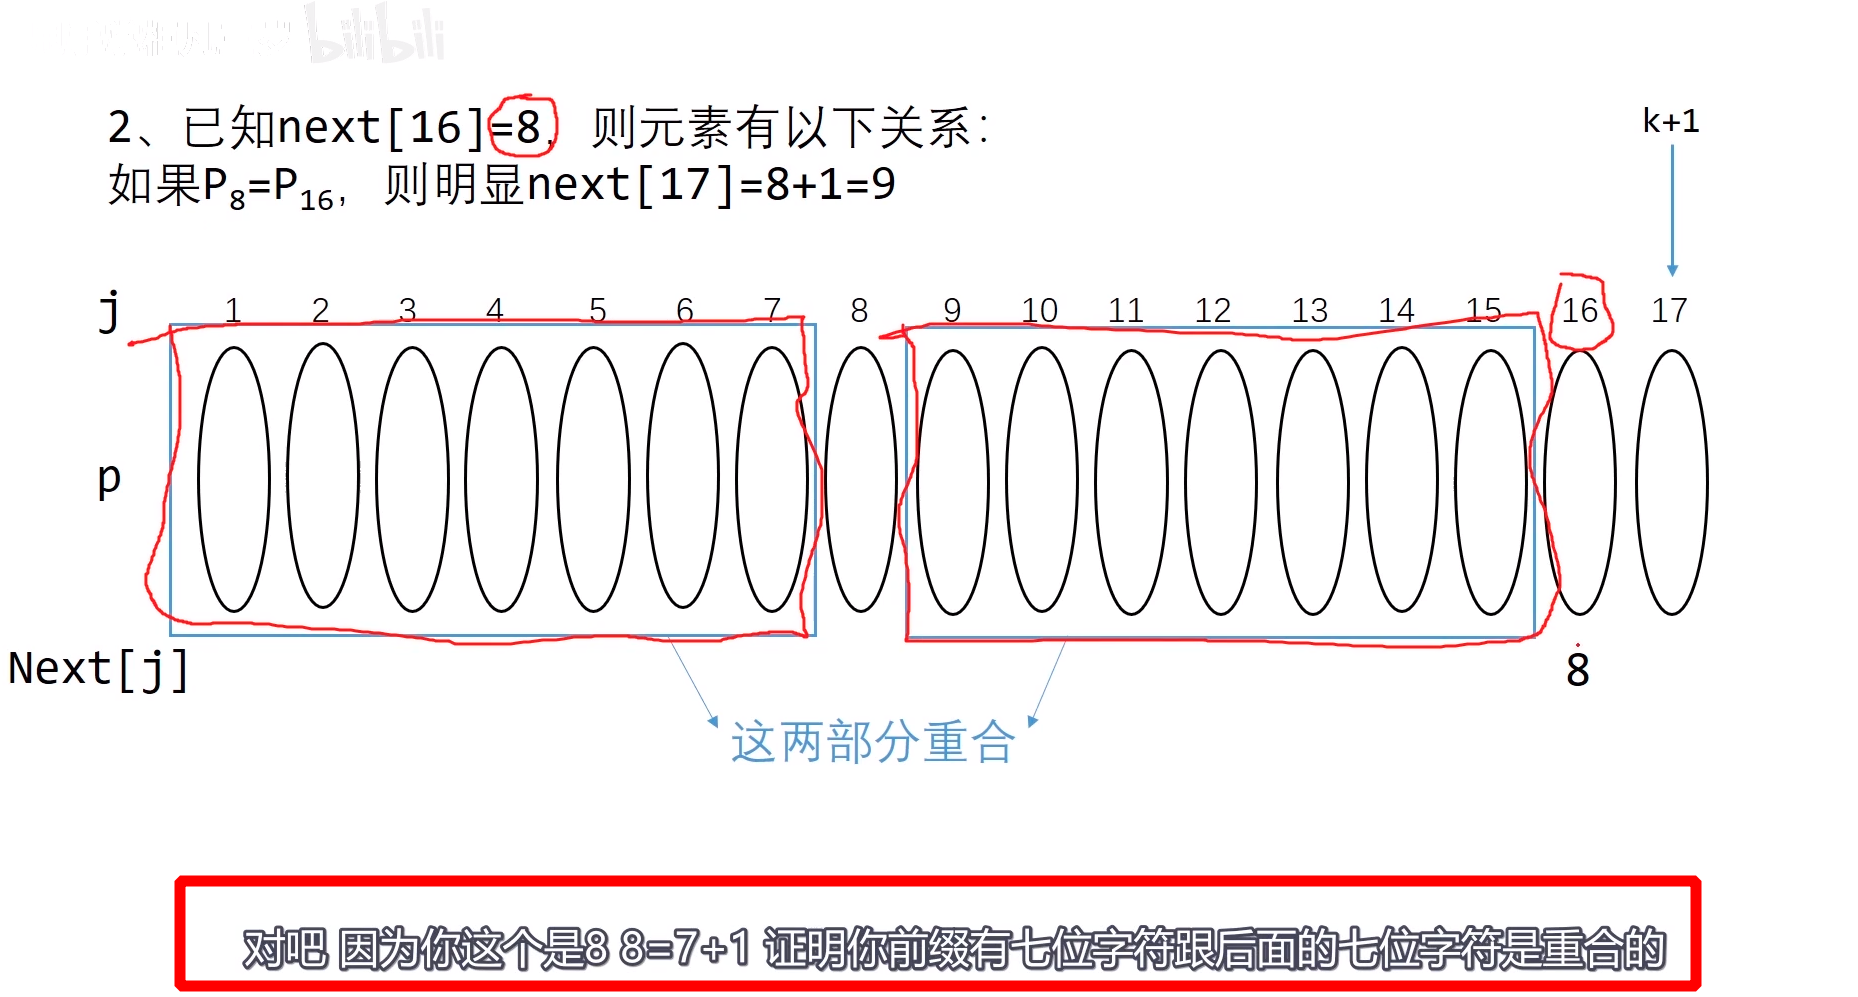 bilibili
2、已知next[16]=8, 则元素有以下关系:
如果P8=P16, 则明显next[17]=8+1=9
k+1
j 1 2 3 4 5 6 7 8 9 10 11 12 13 14 15 16 17
p
Next[j] 8
这两部分重合
对吧 因为你这个是8 8=7+1 证明你前缀有七位字符跟后面的七位字符是重合的